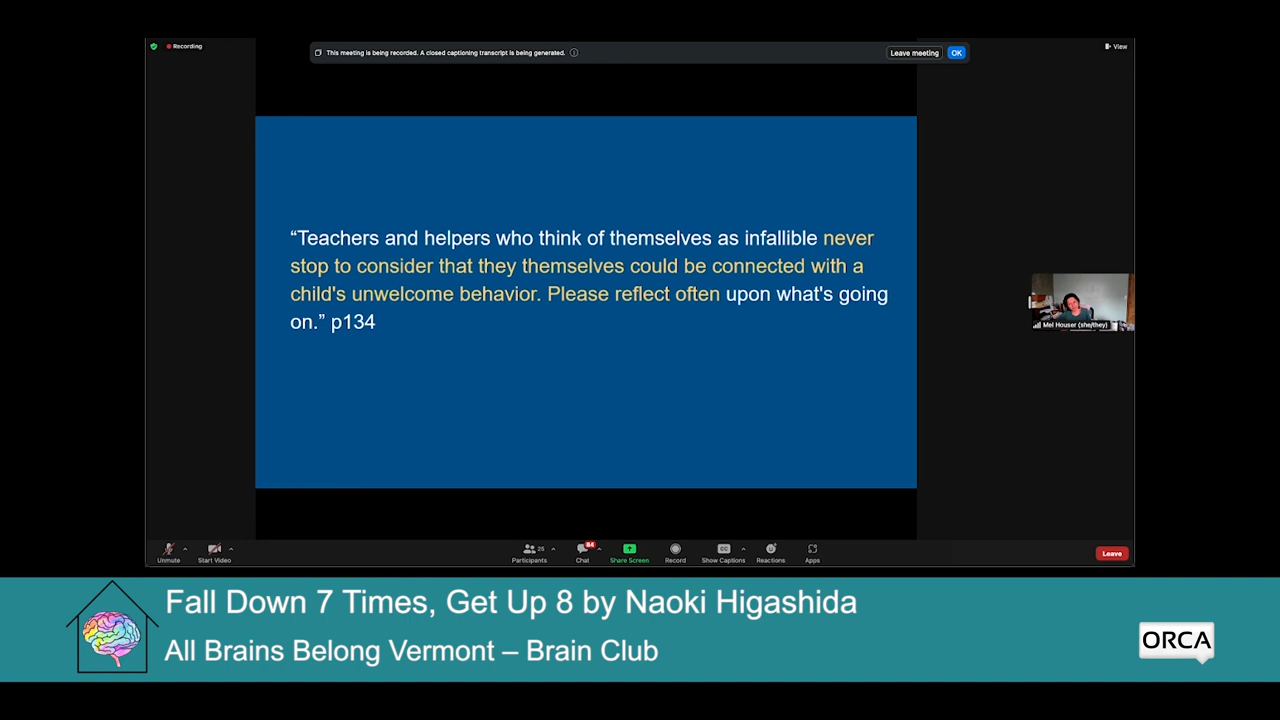 Recording
This meeting is being recorded. A closed captioning transcript is being generated.
Leave meeting
OK
View
“Teachers and helpers who think of themselves as infallible never
stop to consider that they themselves could be connected with a
child's unwelcome behavior. Please reflect often upon what's going
on.” p134
Mel Houser (she/they)
Unmute
Start Video
25
Participants
84
Chat
Share Screen
Record
CC
Show Captions
Reactions
Apps
Leave
Fall Down 7 Times, Get Up 8 by Naoki Higashida
All Brains Belong Vermont – Brain Club
ORCA